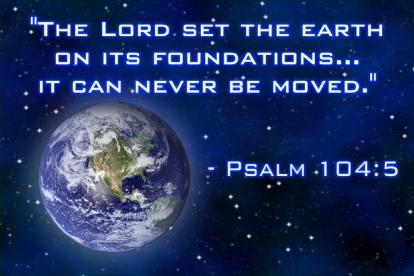 "The Lord set the earth
on its foundations...
it can never be moved."
- Psalm 104:5